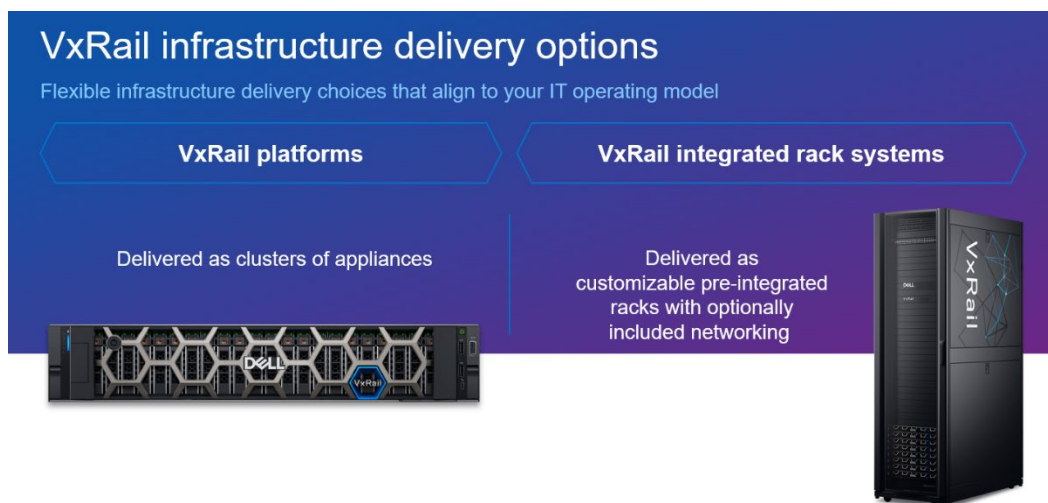 VxRail infrastructure delivery options
Flexible infrastructure delivery choices that align to your IT operating model
VxRail platforms
VxRail integrated rack systems
Delivered as clusters of appliances
Delivered as
customizable pre-integrated
racks with optionally
included networking
DELL
VxRail
DELL
VxRail